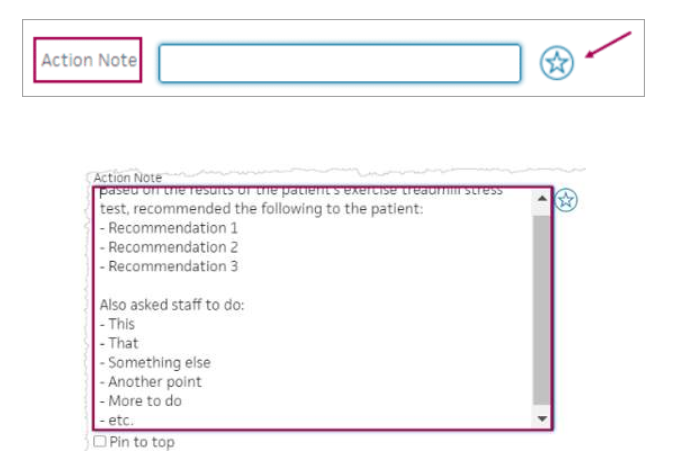 Action Note
Action Note
Based on the results of the patient's exercise treadmill stress
test, recommended the following to the patient:
- Recommendation 1
- Recommendation 2
- Recommendation 3
Also asked staff to do:
- This
- That
- Something else
- Another point
- More to do
- etc.
Pin to top